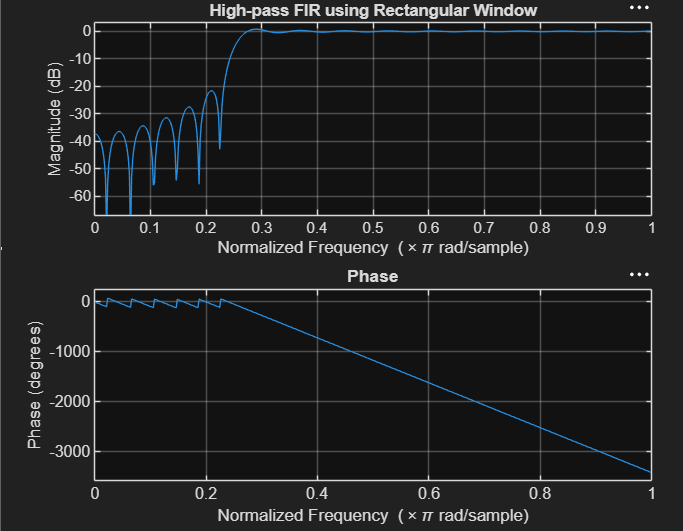 High-pass FIR using Rectangular Window
0
-10
-20
-30
-40
-50
-60
Magnitude (dB)
0 0.1 0.2 0.3 0.4 0.5 0.6 0.7 0.8 0.9 1
Normalized Frequency (× π rad/sample)
Phase
0
-1000
-2000
-3000
Phase (degrees)
0 0.2 0.4 0.6 0.8 1
Normalized Frequency (× π rad/sample)